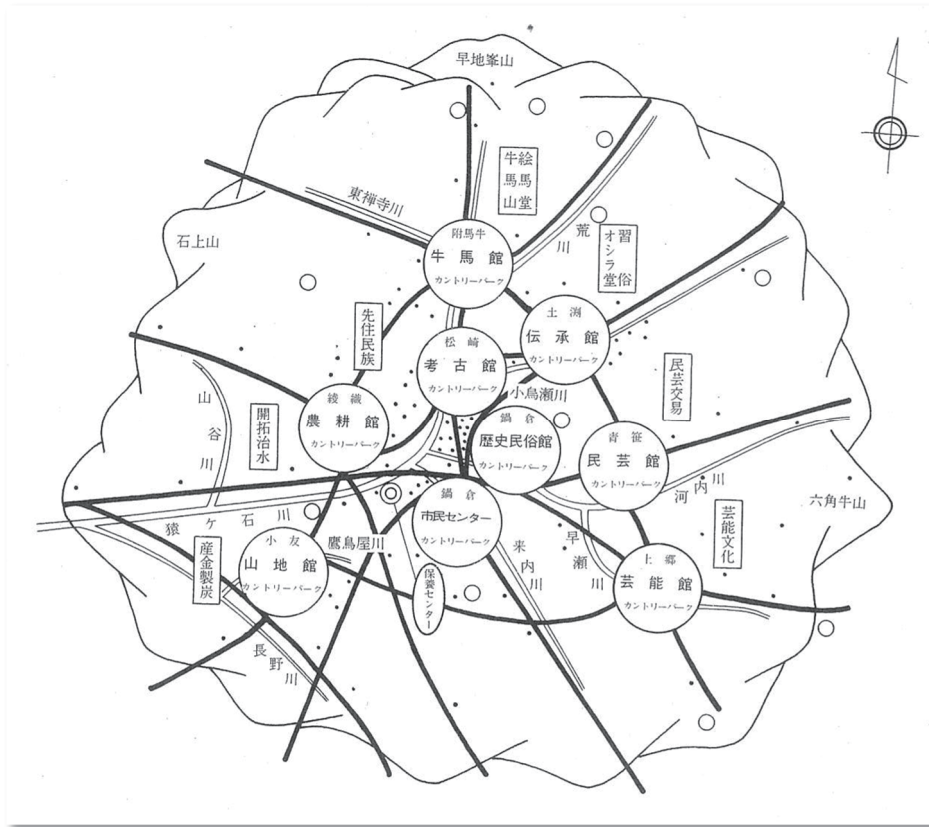 早地峯山
牛馬山
絵馬堂
東禅寺川
荒川
石上山
オシラ堂
習俗
附馬牛
牛馬館
カントリーパーク
土渕
伝承館
カントリーパーク
先住民族
松崎
考古館
カントリーパーク
民芸交易
小烏瀬川
綾織
農耕館
カントリーパーク
鍋倉
歴史民俗館
カントリーパーク
山谷川
開拓治水
青笹
民芸館
カントリーパーク
河内川
六角牛山
鍋倉
市民センター
カントリーパーク
芸能文化
猿ケ石川
鷹鳥屋川
来内川
早瀬川
小友
山地館
カントリーパーク
産金製炭
上郷
芸能館
カントリーパーク
保養センター
長野川